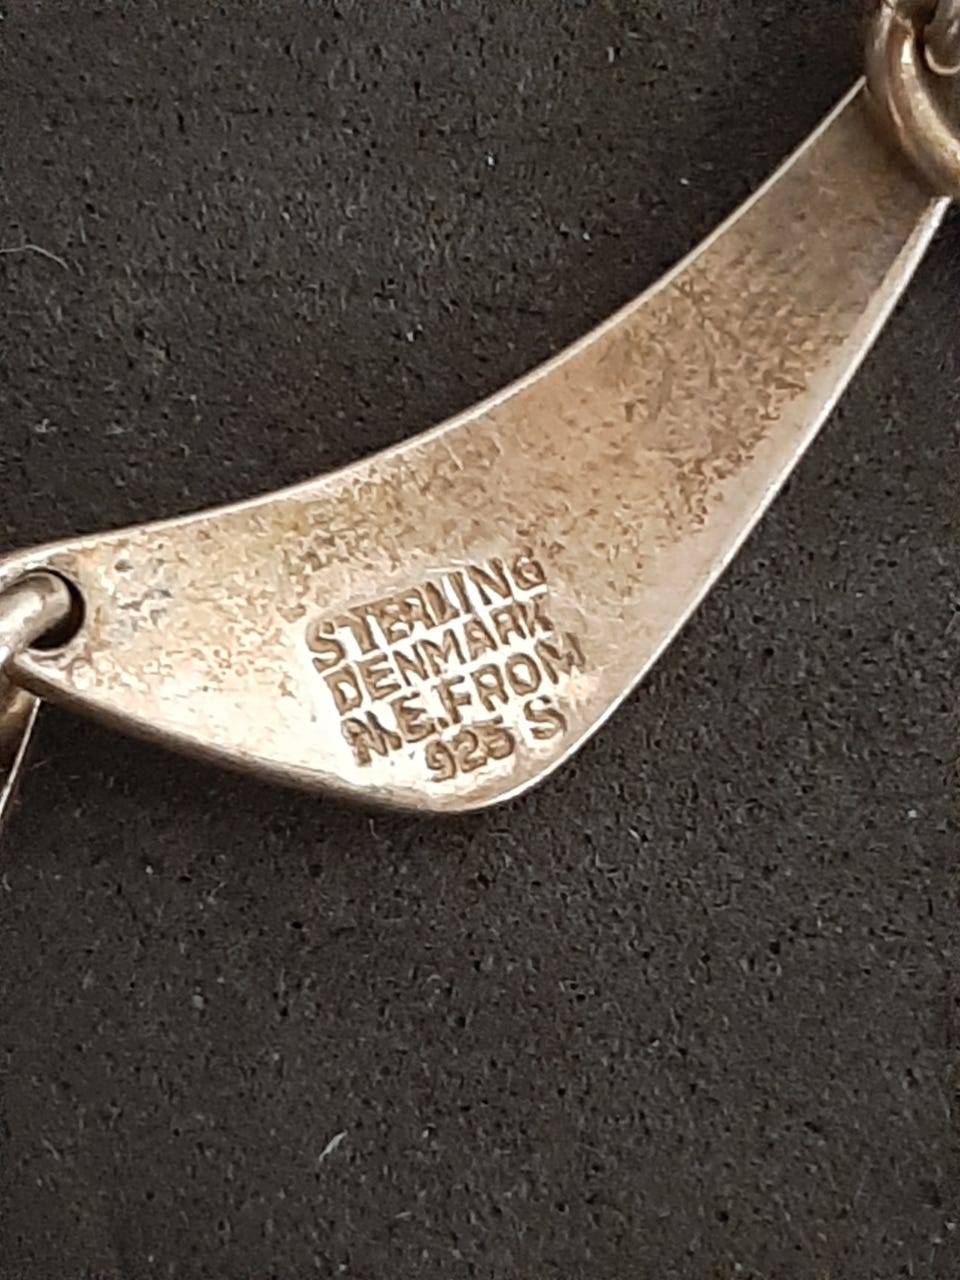 STERLING
DENMARK
N.E.FROM
925 S